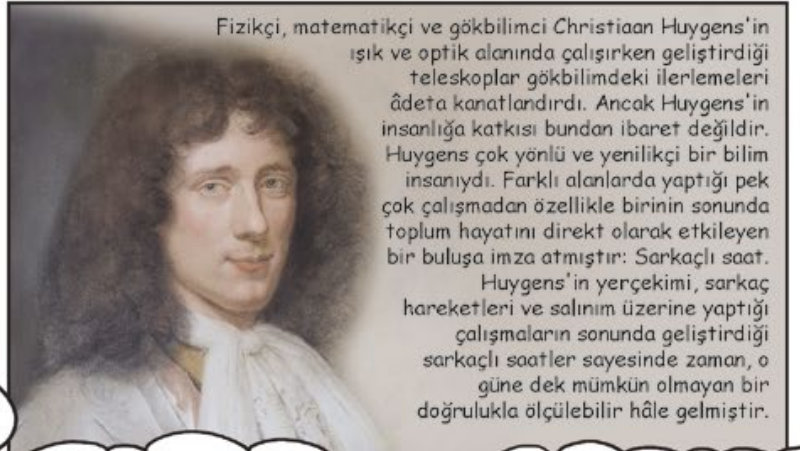 Fizikçi, matematikçi ve gökbilimci Christiaan Huygens'in
ışık ve optik alanında çalışırken geliştirdiği
teleskoplar gökbilimdeki ilerlemeleri
âdeta kanatlandırdı. Ancak Huygens'in
insanlığa katkısı bundan ibaret değildir.
Huygens çok yönlü ve yenilikçi bir bilim
insanıydı. Farklı alanlarda yaptığı pek
çok çalışmadan özellikle birinin sonunda
toplum hayatını direkt olarak etkileyen
bir buluşa imza atmıştır: Sarkaçlı saat.
Huygens'in yerçekimi, sarkaç
hareketleri ve salınım üzerine yaptığı
çalışmaların sonunda geliştirdiği
sarkaçlı saatler sayesinde zaman, o
güne dek mümkün olmayan bir
doğrulukla ölçülebilir hâle gelmiştir.